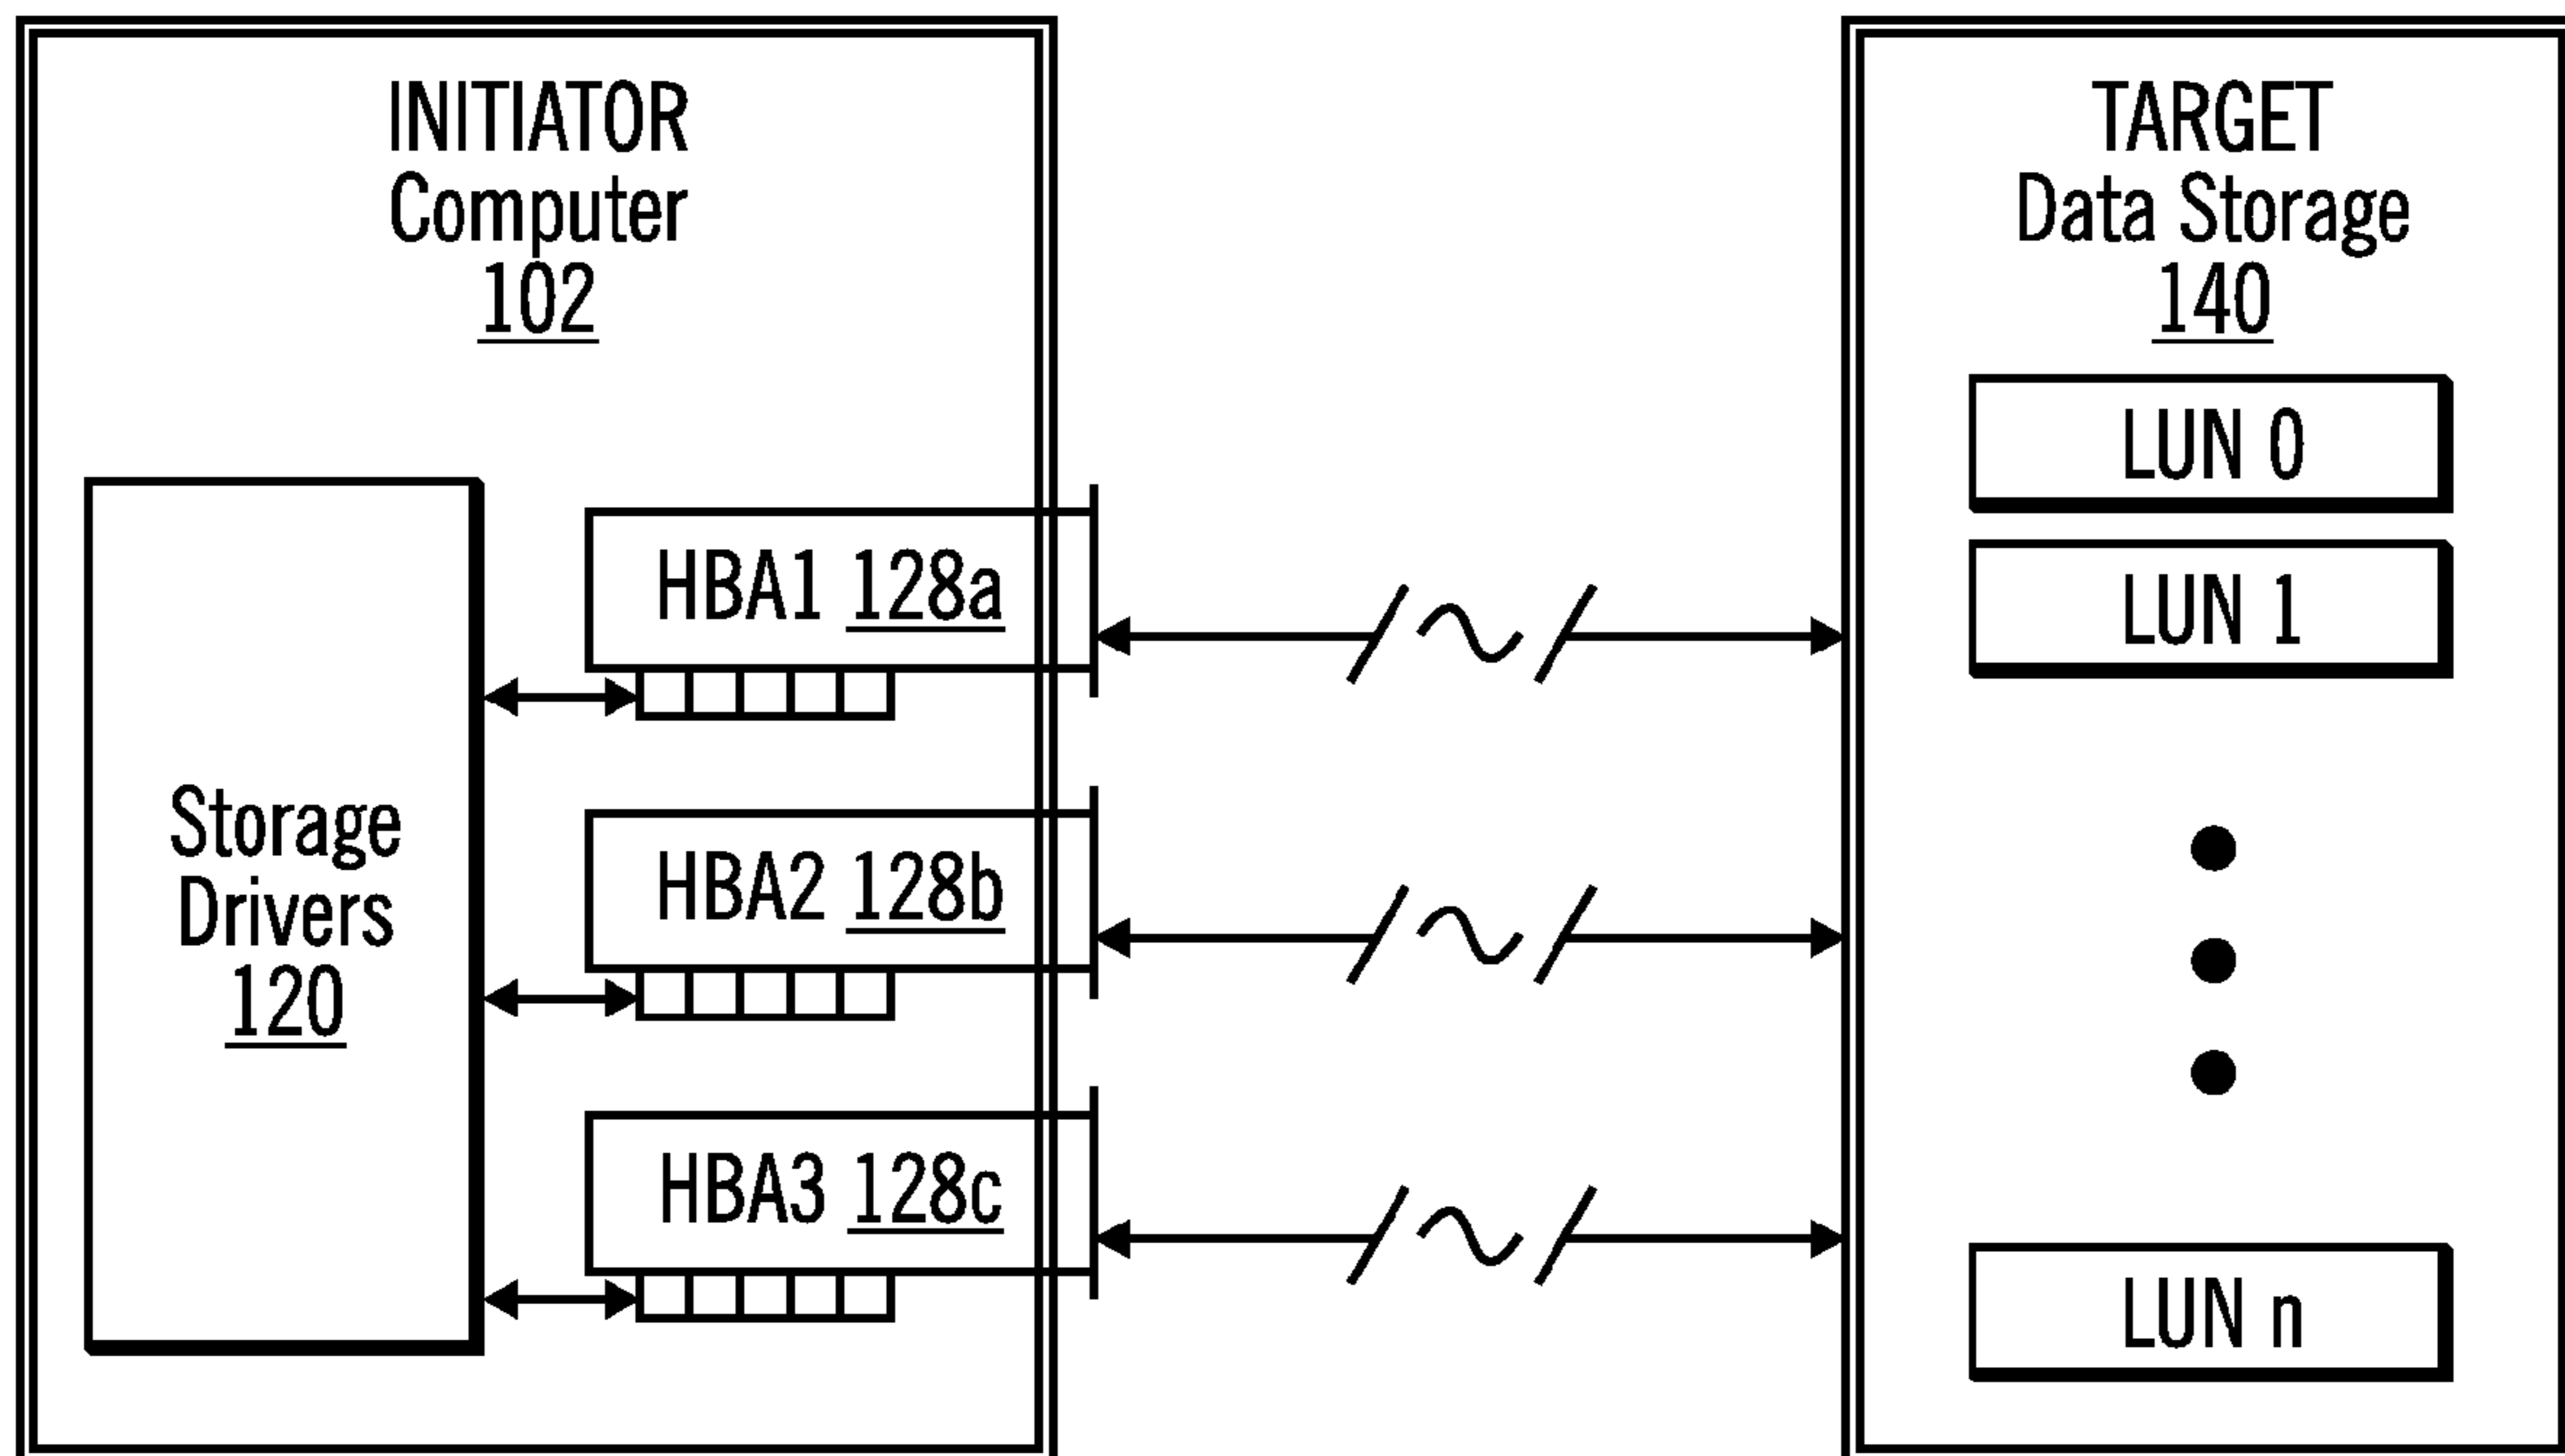 INITIATOR
Computer
102
Storage
Drivers
120
HBA1 128a
HBA2 128b
HBA3 128c
TARGET
Data Storage
140
LUN 0
LUN 1
LUN n